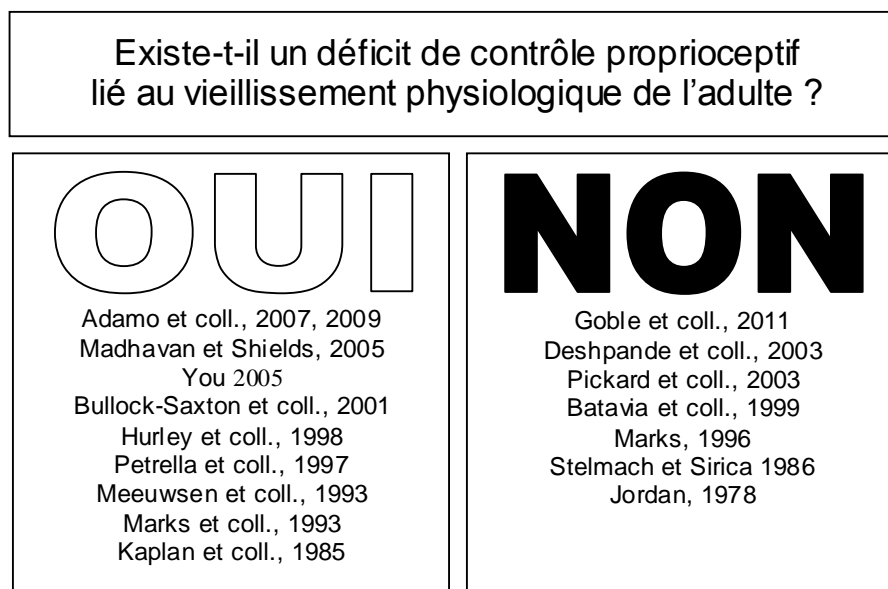 Existe-t-il un déficit de contrôle proprioceptif
lié au vieillissement physiologique de l'adulte ?
OUI
Adamo et coll., 2007, 2009
Madhavan et Shields, 2005
You 2005
Bullock-Saxton et coll., 2001
Hurley et coll., 1998
Petrella et coll., 1997
Meeuwsen et coll., 1993
Marks et coll., 1993
Kaplan et coll., 1985
NON
Goble et coll., 2011
Deshpande et coll., 2003
Pickard et coll., 2003
Batavia et coll., 1999
Marks, 1996
Stelmach et Sirica 1986
Jordan, 1978